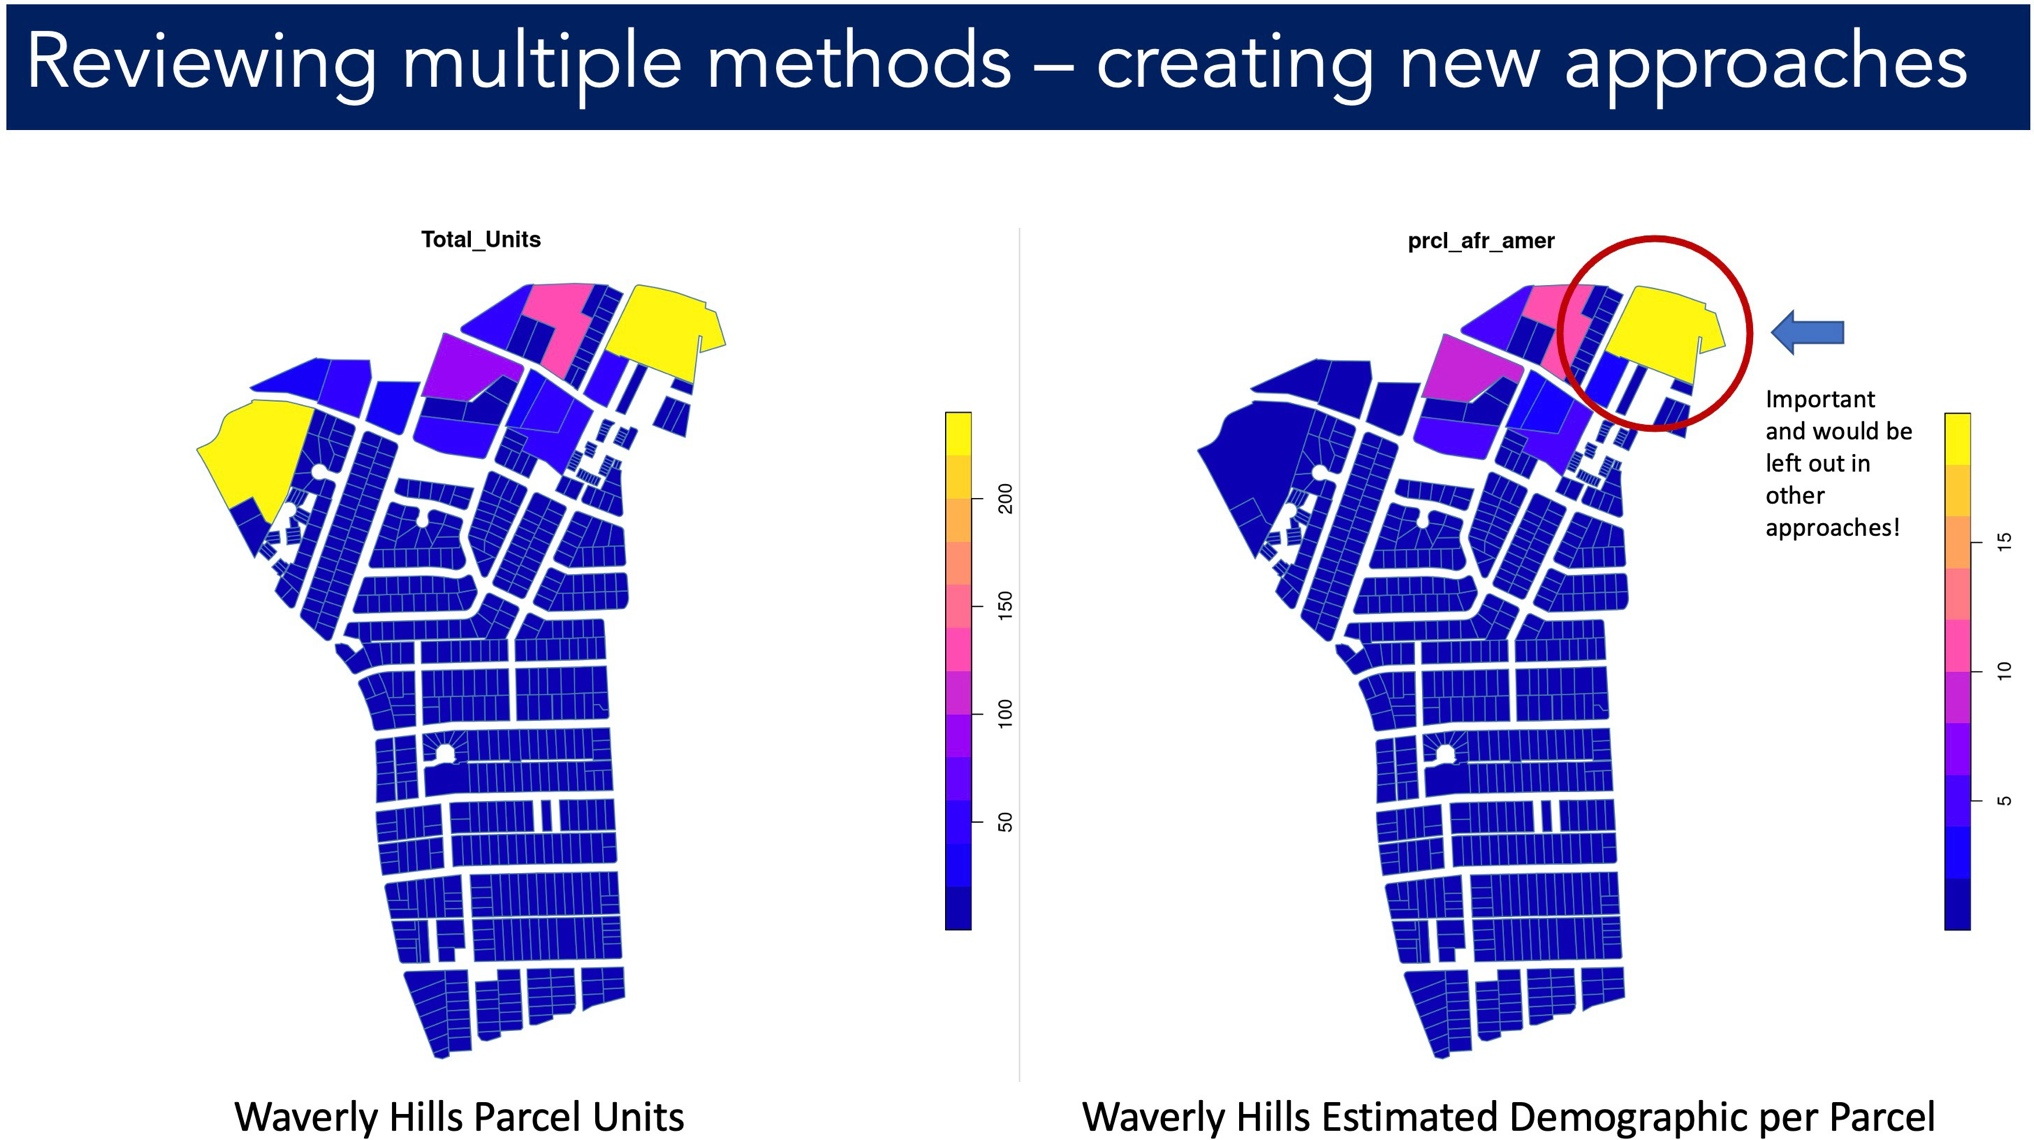 Reviewing multiple methods – creating new approaches
Total_Units
50
100
150
200
Waverly Hills Parcel Units
prcl_afr_amer
Important
and would be
left out in
other
approaches!
5
10
15
Waverly Hills Estimated Demographic per Parcel